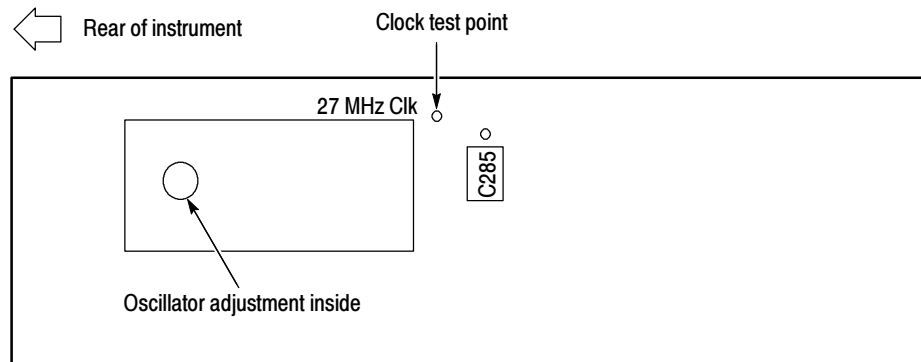 Rear of instrument
Clock test point
27 MHz Clk
C285
Oscillator adjustment inside